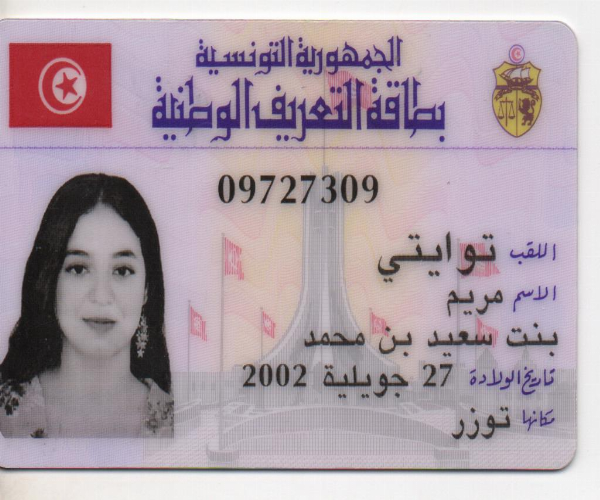 الجمهورية التونسية
بطاقة التعريف الوطنية
09727309
اللقب توايتي
الاسم مريم
بنت سعيد بن محمد
تاريخ الولادة 27 جويلية 2002
مكانها توزر